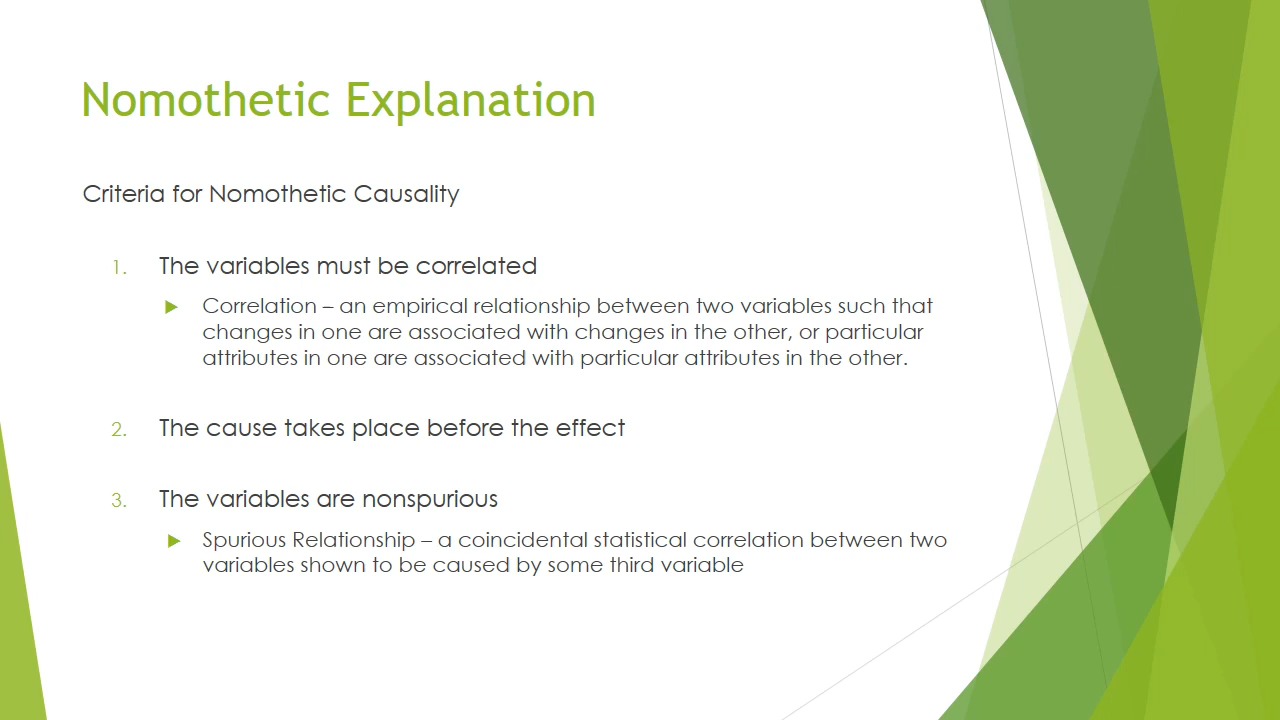 Nomothetic Explanation
Criteria for Nomothetic Causality
1. The variables must be correlated
Correlation – an empirical relationship between two variables such that
changes in one are associated with changes in the other, or particular
attributes in one are associated with particular attributes in the other.
2. The cause takes place before the effect
3. The variables are nonspurious
Spurious Relationship – a coincidental statistical correlation between two
variables shown to be caused by some third variable